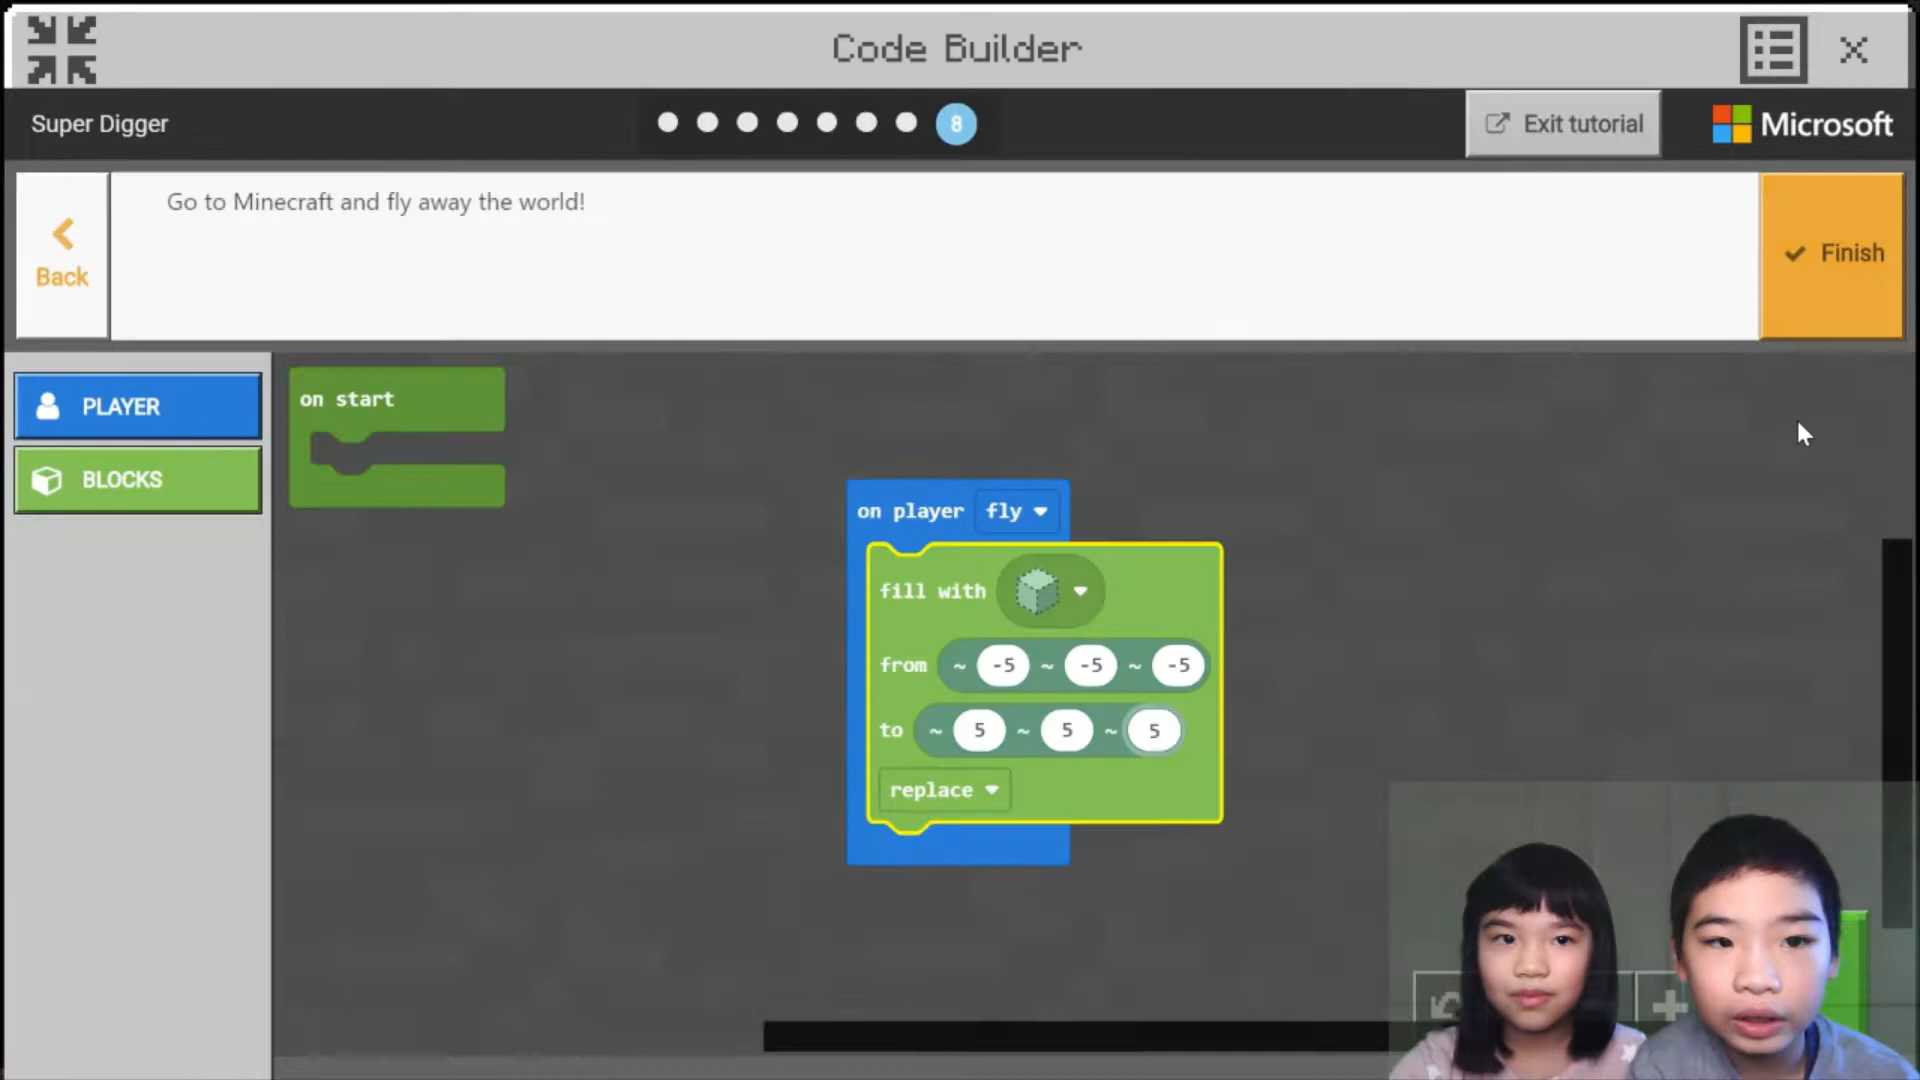 Code Builder
Super Digger
8
Exit tutorial
Microsoft
Back
Go to Minecraft and fly away the world!
Finish
PLAYER
BLOCKS
on start
on player fly
fill with
from ~ -5 ~ -5 ~ -5
to ~ 5 ~ 5 ~ 5
replace